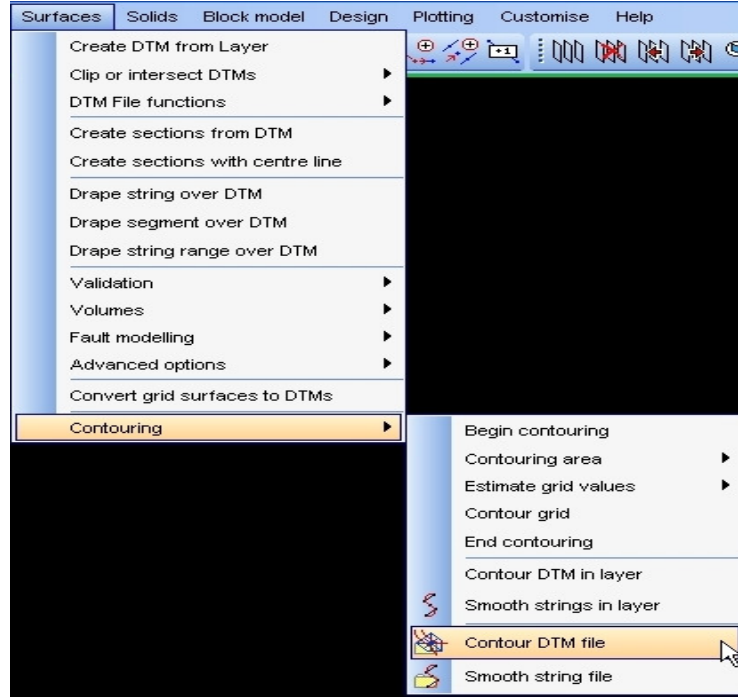 Surfaces Solids Block model Design Plotting Customise Help
Create DTM from Layer
Clip or intersect DTMs
DTM File functions
Create sections from DTM
Create sections with centre line
Drape string over DTM
Drape segment over DTM
Drape string range over DTM
Validation
Volumes
Fault modelling
Advanced options
Convert grid surfaces to DTMs
Contouring
Begin contouring
Contouring area
Estimate grid values
Contour grid
End contouring
Contour DTM in layer
Smooth strings in layer
Contour DTM file
Smooth string file